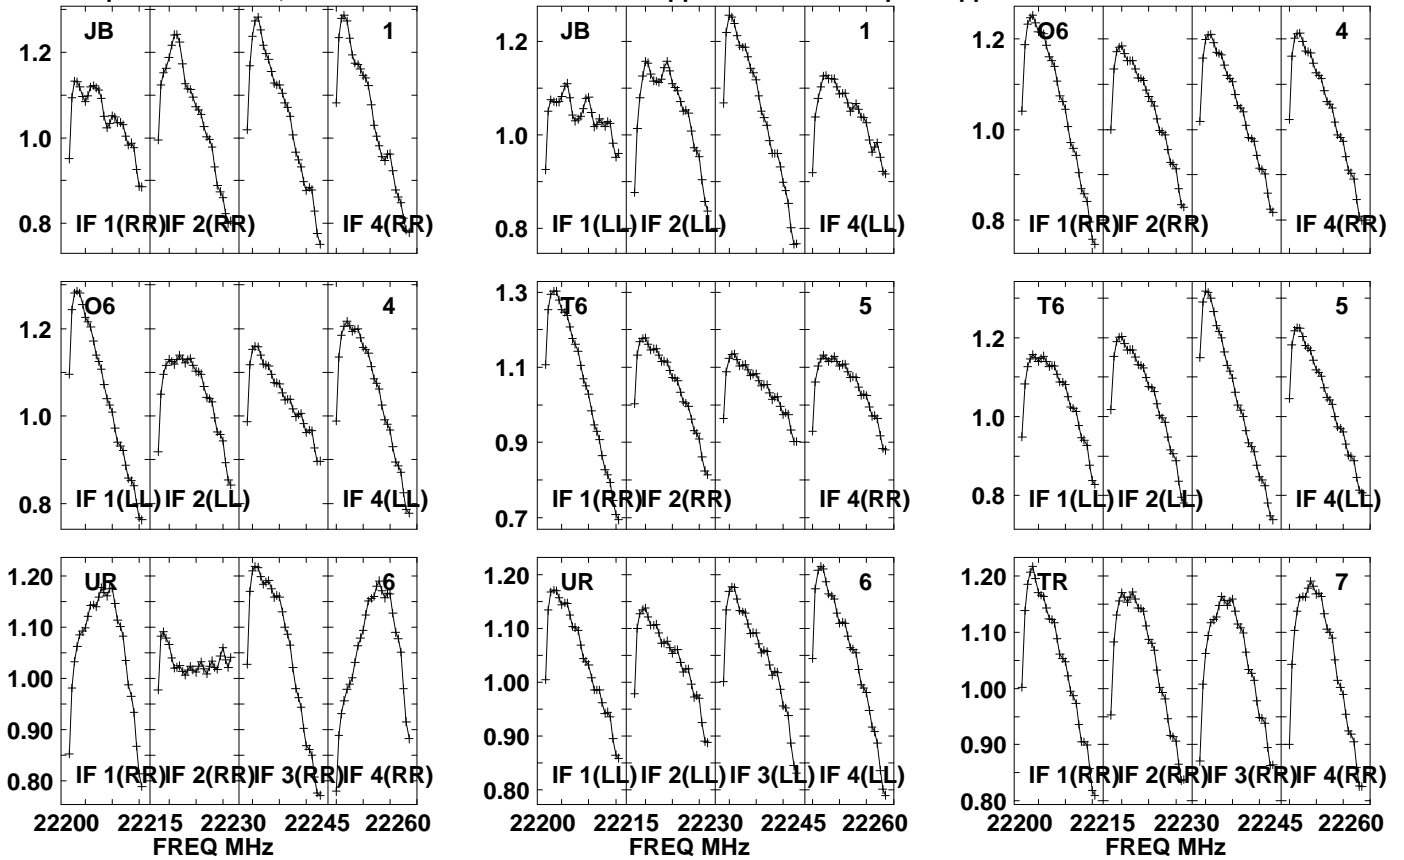 JB 1 JB 1 O6 4
1.2 1.2 1.2
1.0 1.0 1.0
0.8 IF 1(RR) IF 2(RR) IF 4(RR) 0.8 IF 1(LL) IF 2(LL) IF 4(LL) 0.8 IF 1(RR) IF 2(RR) IF 4(RR)
O6 4 T6 5 T6 5
1.2 1.3 1.2
1.0 1.1 1.0
0.8 0.9 0.8
IF 1(LL) IF 2(LL) IF 4(LL) 0.7 IF 1(RR) IF 2(RR) IF 4(RR) IF 1(LL) IF 2(LL) IF 4(LL)
UR 6 UR 6 TR 7
1.20 1.20 1.20
1.10 1.10 1.10
1.00 1.00 1.00
0.90 0.90 0.90
0.80 IF 1(RR) IF 2(RR) IF 3(RR) IF 4(RR) 0.80 IF 1(LL) IF 2(LL) IF 3(LL) IF 4(LL) 0.80 IF 1(RR) IF 2(RR) IF 3(RR) IF 4(RR)
22200 22215 22230 22245 22260 22200 22215 22230 22245 22260 22200 22215 22230 22245 22260
FREQ MHz FREQ MHz FREQ MHz